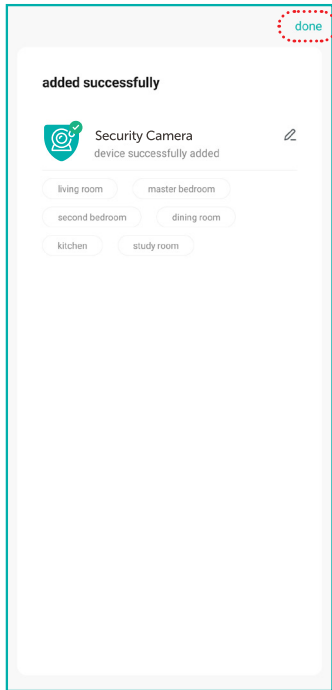 done
added successfully
Security Camera
device successfully added
living room master bedroom
second bedroom dining room
kitchen study room